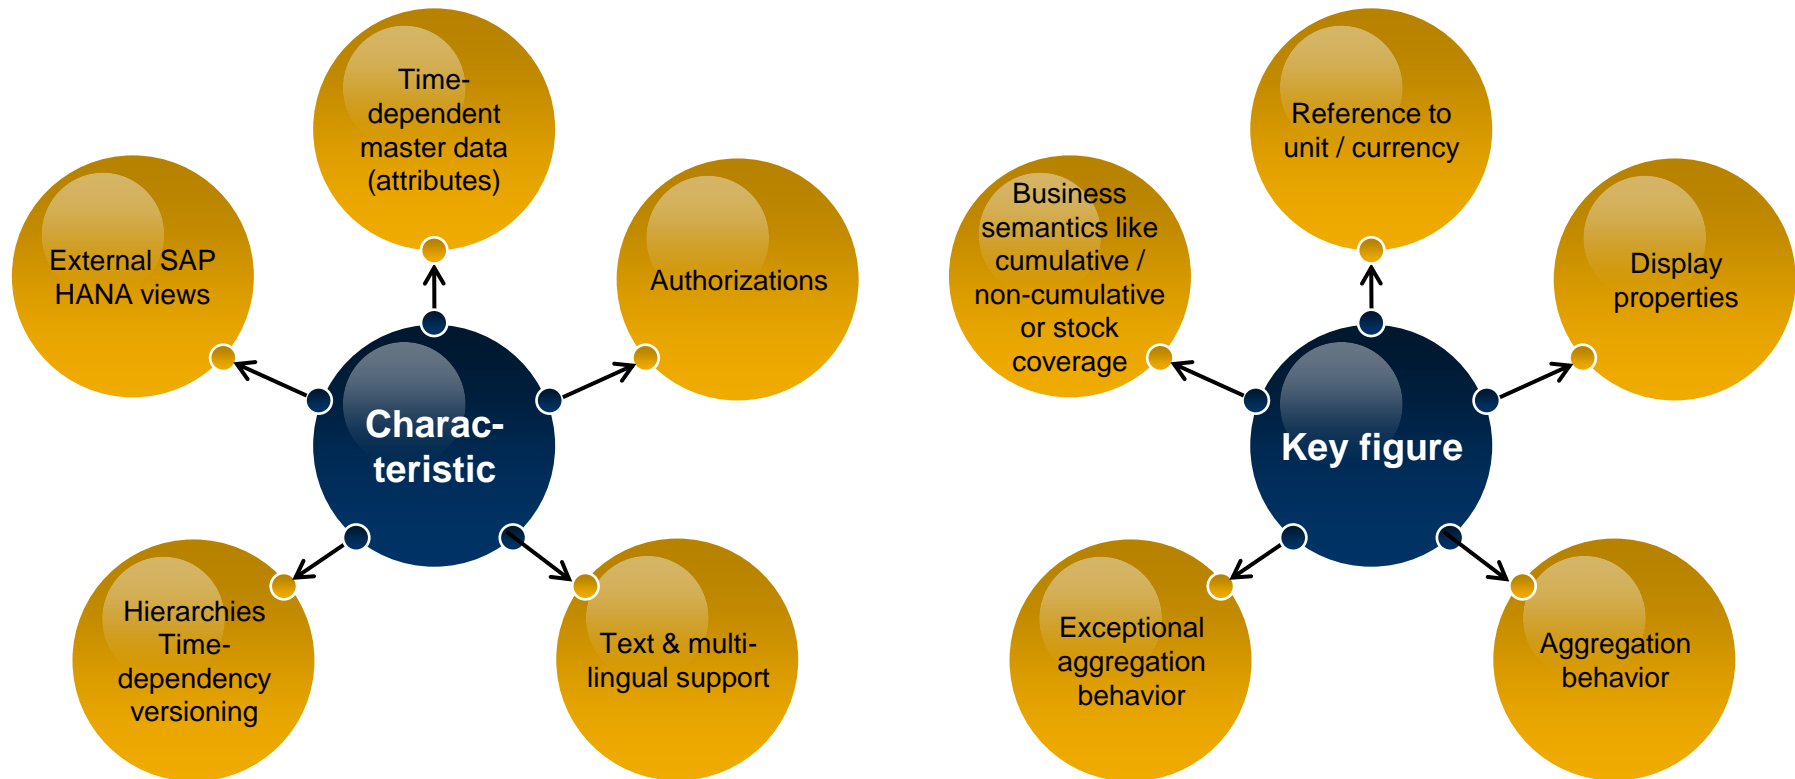 Time-
dependent
master data
(attributes)
External SAP
HANA views
Authorizations
Charac-
teristic
Hierarchies
Time-
dependency
versioning
Text & multi-
lingual support
Reference to
unit / currency
Business
semantics like
cumulative /
non-cumulative
or stock
coverage
Display
properties
Key figure
Exceptional
aggregation
behavior
Aggregation
behavior